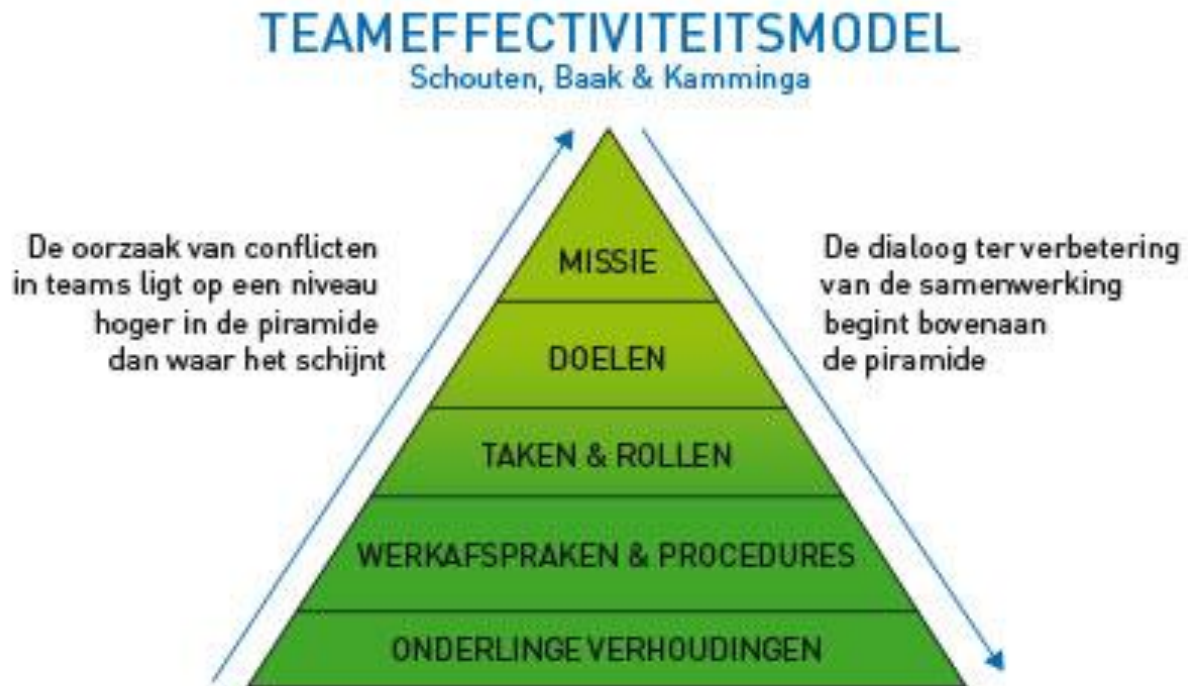 TEAMEFFECTIVITEITSMODEL
Schouten, Baak & Kamminga
De oorzaak van conflicten
in teams ligt op een niveau
hoger in de piramide
dan waar het schijnt
MISSIE
DOELEN
TAKEN & ROLLEN
WERKAFSPRAKEN & PROCEDURES
ONDERLINGE VERHOUDINGEN
De dialoog ter verbetering
van de samenwerking
begint bovenaan
de piramide